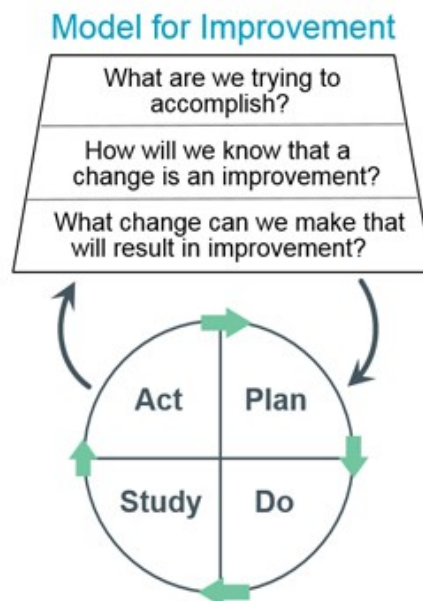 Model for Improvement
What are we trying to
accomplish?
How will we know that a
change is an improvement?
What change can we make that
will result in improvement?
Act
Plan
Study
Do